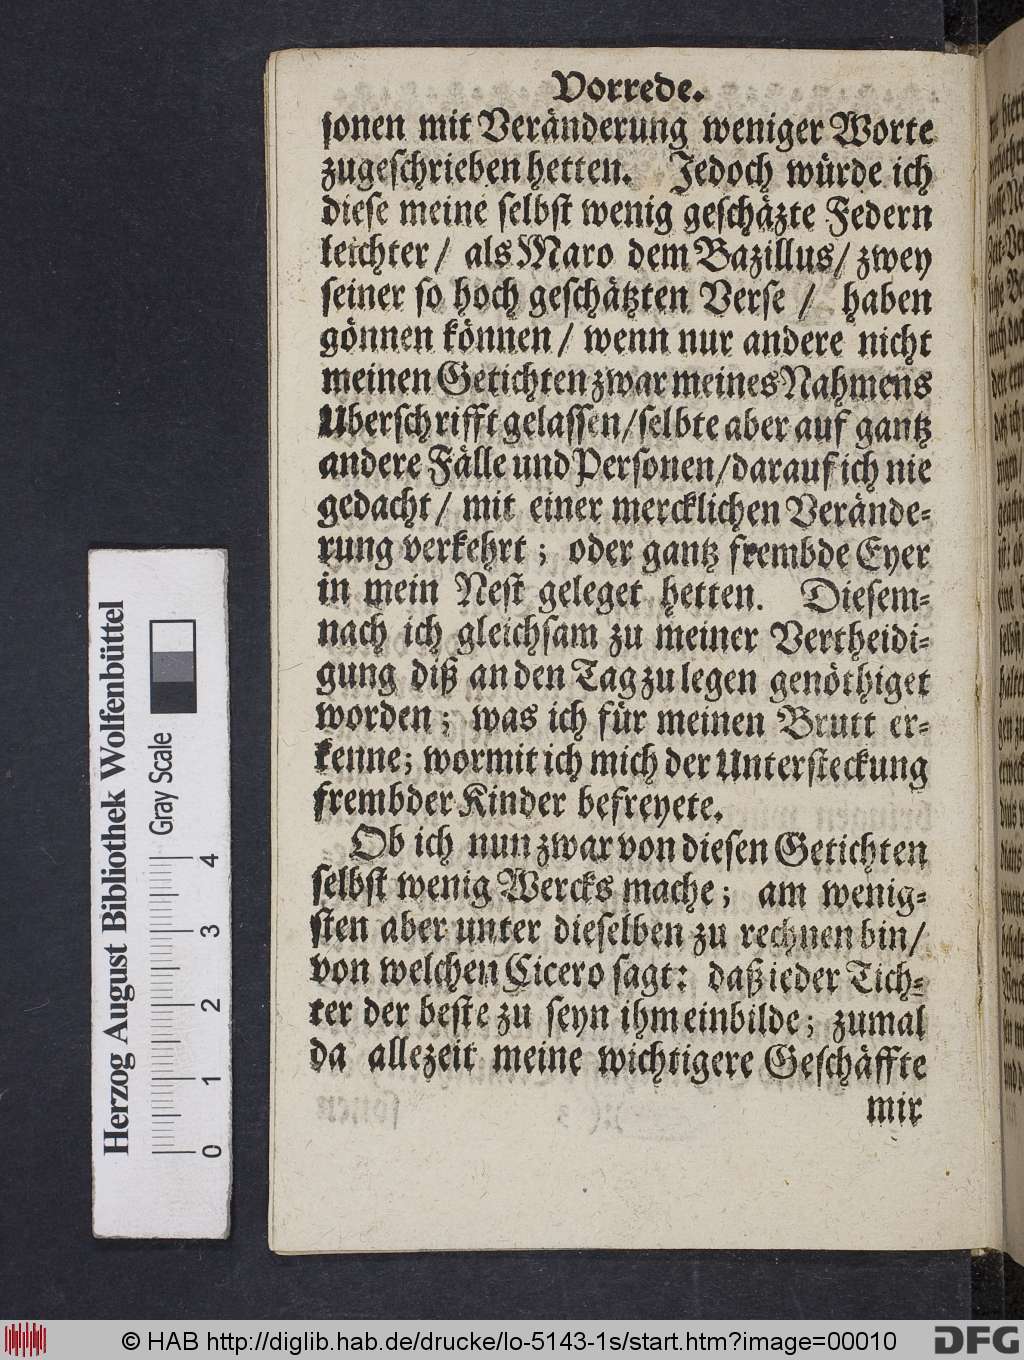 Vorrede.
sonen mit Veränderung weniger Worte
zugeschrieben hetten. Jedoch würde ich
diese meine selbst wenig geschäzte Federn
leichter / als Maro dem Bazillus / zwey
seiner so hoch geschätzten Verse / haben
gönnen können / wenn nur andere nicht
meinen Getichten zwar meines Nahmens
Uberschrifft gelassen / selbte aber auf gantz
andere Fälle und Personen / darauf ich nie
gedacht / mit einer mercklichen Verände-
rung verkehrt ; oder gantz frembde Eyer
in mein Nest geleget hetten. Diesem-
nach ich gleichsam zu meiner Vertheidi-
gung diß an den Tag zu legen genöthiget
worden ; was ich für meinen Brutt er-
kenne; wormit ich mich der Untersteckung
frembder Kinder befreyete.
Ob ich nun zwar von diesen Getichten
selbst wenig Wercks mache ; am wenig-
sten aber unter dieselben zu rechnen bin /
von welchen Cicero sagt: daß ieder Tich-
ter der beste zu seyn ihm einbilde ; zumal
da allezeit meine wichtigere Geschäffte
mir
Herzog August Bibliothek Wolfenbüttel
Gray Scale
0 1 2 3 4
© HAB http://diglib.hab.de/drucke/lo-5143-1s/start.htm?image=00010
DFG